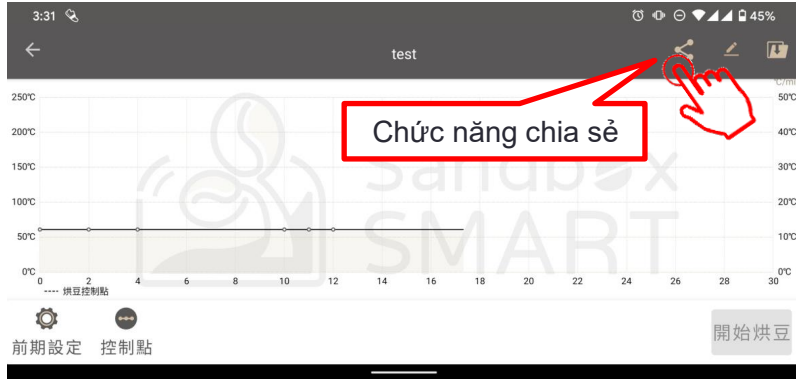 3:31 45%
test
℃/mi
250℃ 50℃
Chức năng chia sẻ
200℃ 40℃
150℃ 30℃
Sandbox
100℃ 20℃
SMART
50℃ 10℃
0℃ 0℃
0 2 4 6 8 10 12 14 16 18 20 22 24 26 28 30
---- 烘豆控制點
前期設定 控制點 開始烘豆